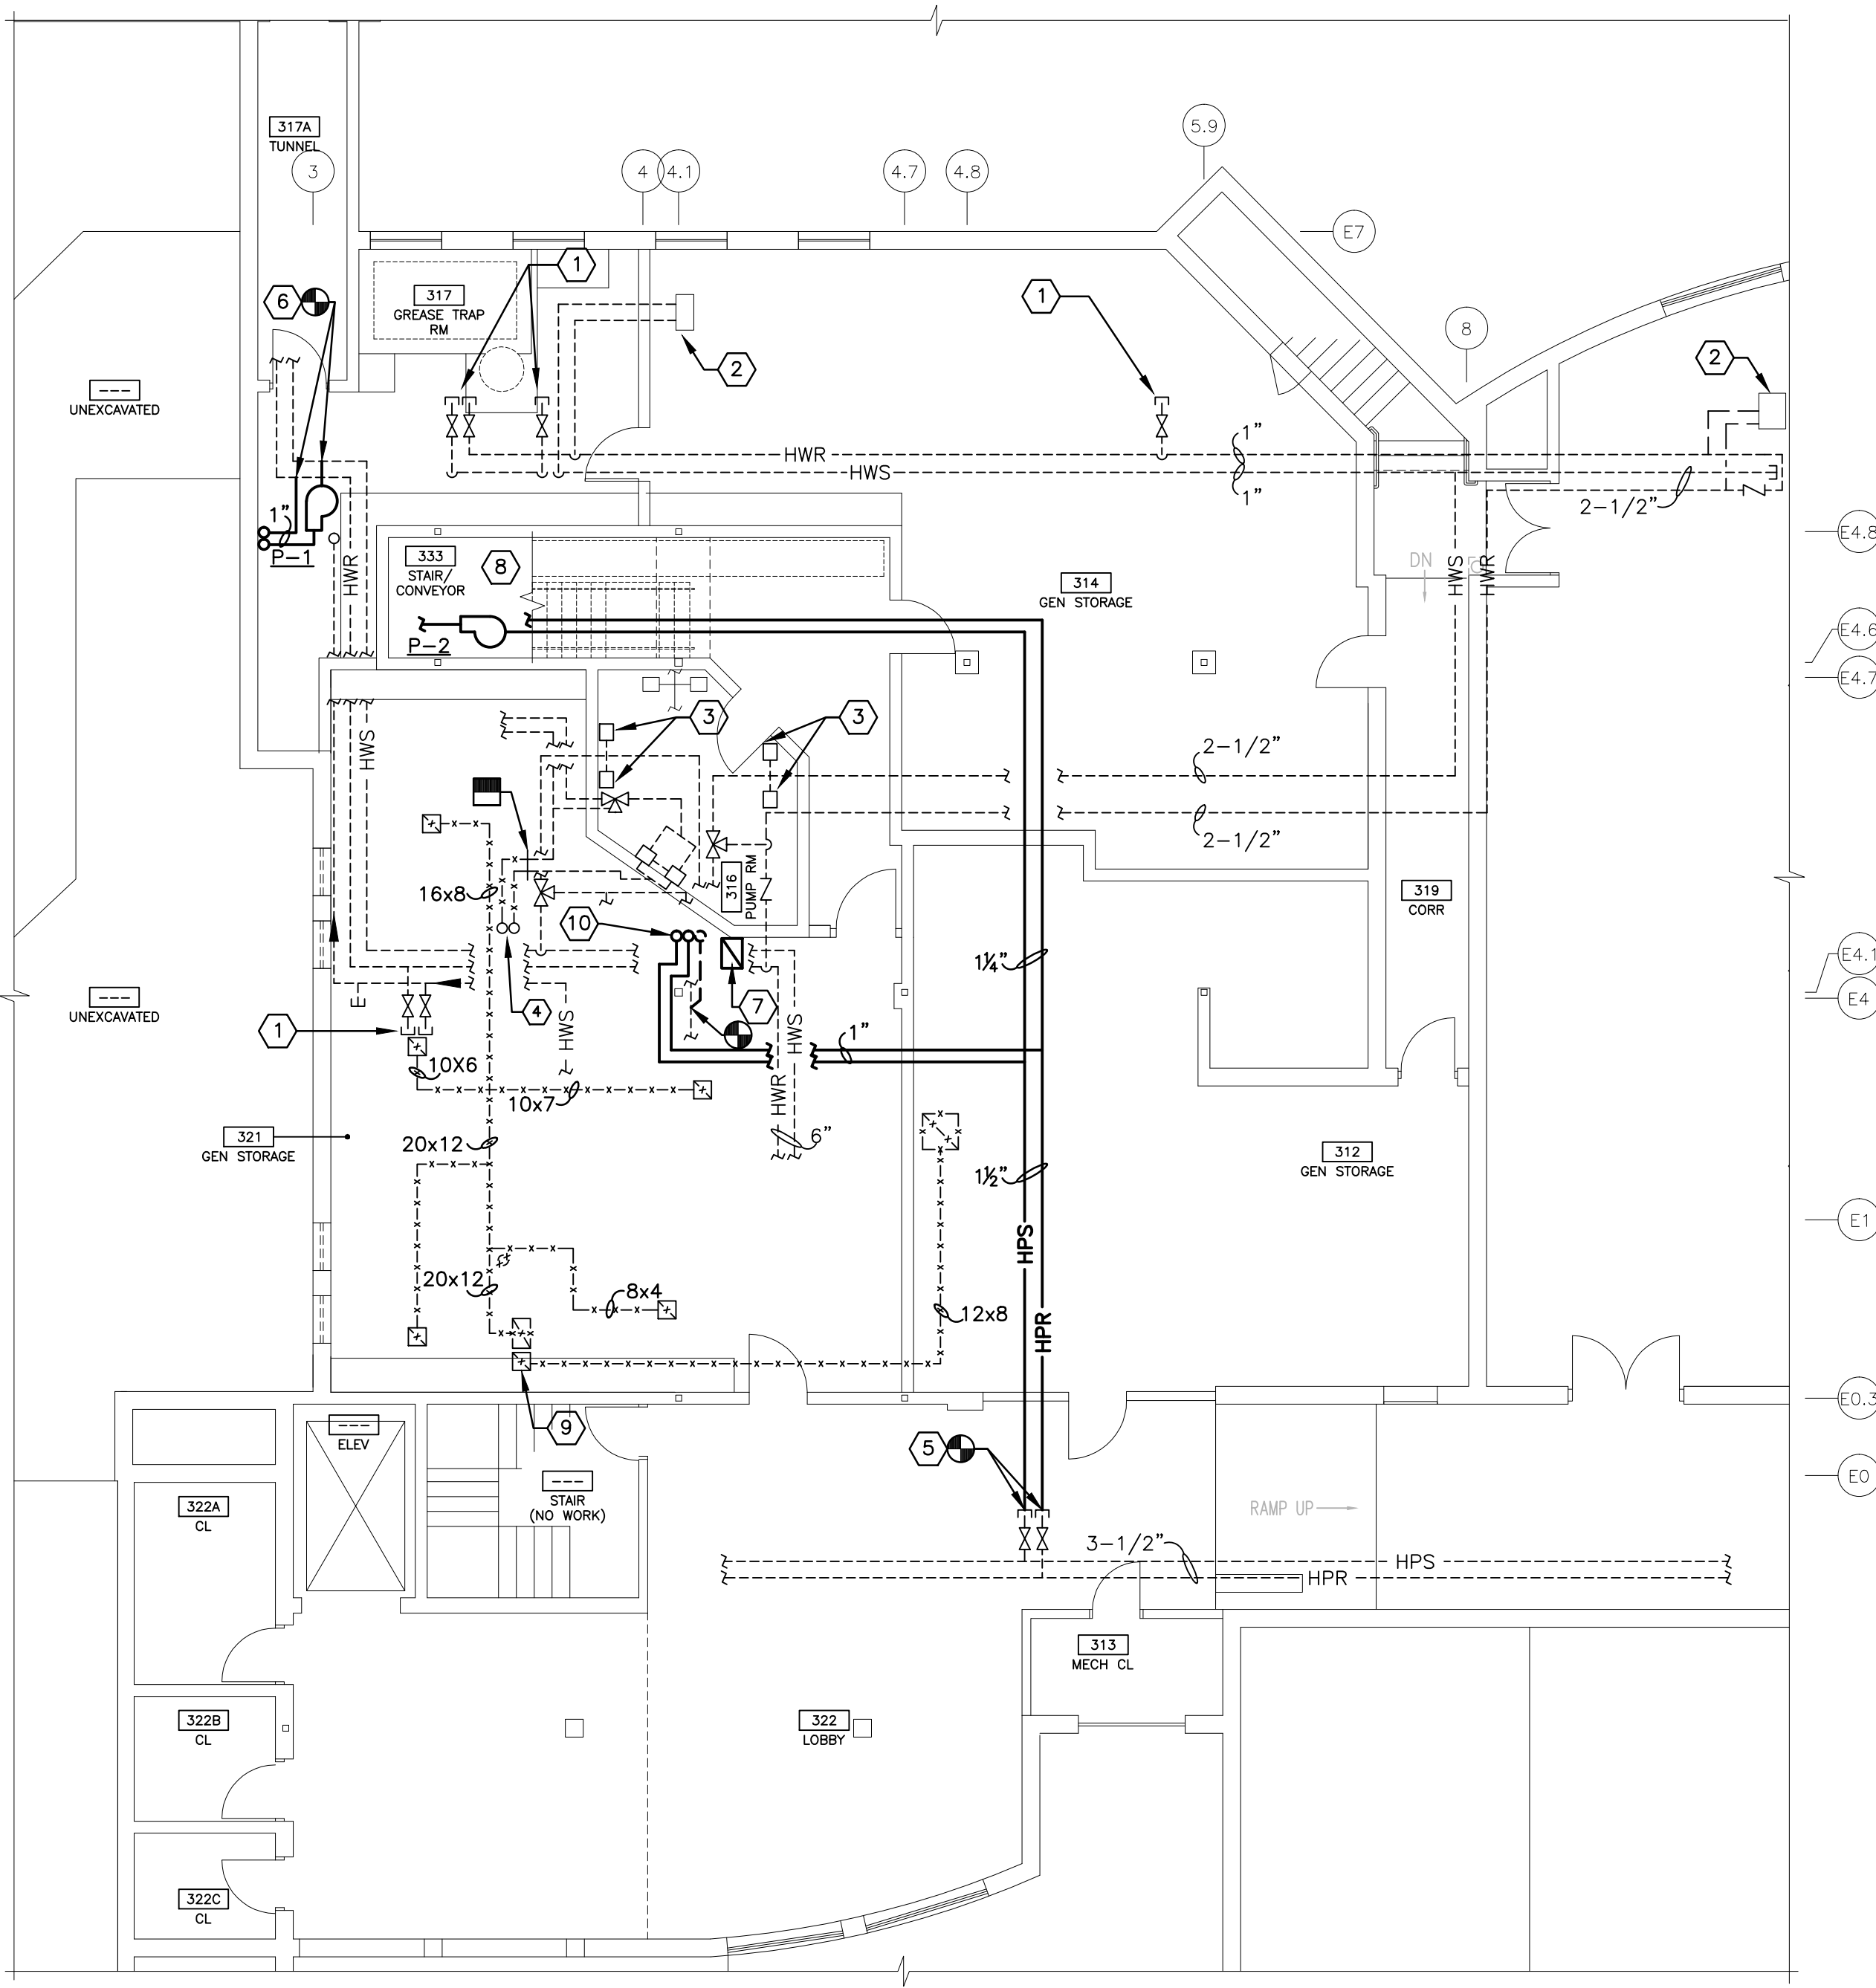 317A
TUNNEL
3
4
4.1
4.7
4.8
5.9
E7
8
6
1
317
GREASE TRAP
RM
2
1
2
---
UNEXCAVATED
HWR
HWS
1"
1"
2-1/2"
1"
P-1
HWR
333
STAIR/
CONVEYOR
8
314
GEN STORAGE
DN
HWS
HWR
E4.8
E4.6
E4.7
P-2
HWS
3
3
2-1/2"
2-1/2"
16x8
316
PUMP RM
319
CORR
10
1¼"
E4.1
E4
---
UNEXCAVATED
4
7
HWS
HWS
1
1"
10X6
10x7
HWR
321
GEN STORAGE
20x12
6"
312
GEN STORAGE
1½"
E1
HPS
20x12
8x4
12x8
HPR
---
ELEV
9
E0.3
5
E0
---
STAIR
(NO WORK)
322A
CL
RAMP UP
3-1/2"
HPS
HPR
313
MECH CL
322B
CL
322
LOBBY
322C
CL